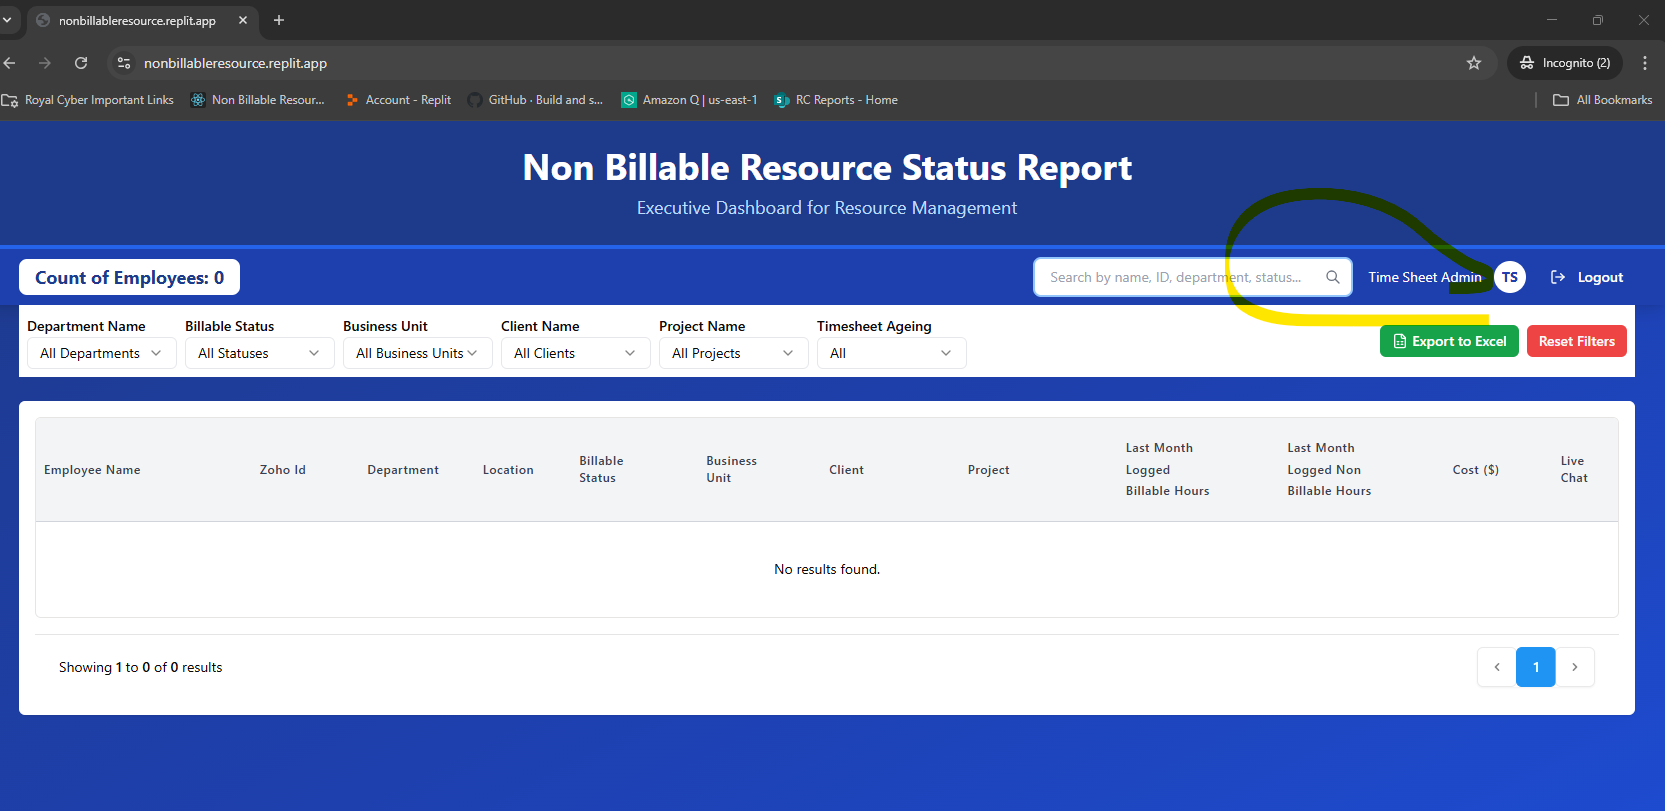 nonbillableresource.replit.app
nonbillableresource.replit.app
Incognito (2)
Royal Cyber Important Links
Non Billable Resour...
Account - Replit
GitHub · Build and s...
Amazon Q | us-east-1
RC Reports - Home
All Bookmarks
Non Billable Resource Status Report
Executive Dashboard for Resource Management
Count of Employees: 0
Search by name, ID, department, status...
Time Sheet Admin
TS
Logout
Department Name
Billable Status
Business Unit
Client Name
Project Name
Timesheet Ageing
All Departments
All Statuses
All Business Units
All Clients
All Projects
All
Export to Excel
Reset Filters
Employee Name
Zoho Id
Department
Location
Billable
Status
Business
Unit
Client
Project
Last Month
Logged
Billable Hours
Last Month
Logged Non
Billable Hours
Cost ($)
Live
Chat
No results found.
Showing 1 to 0 of 0 results
1